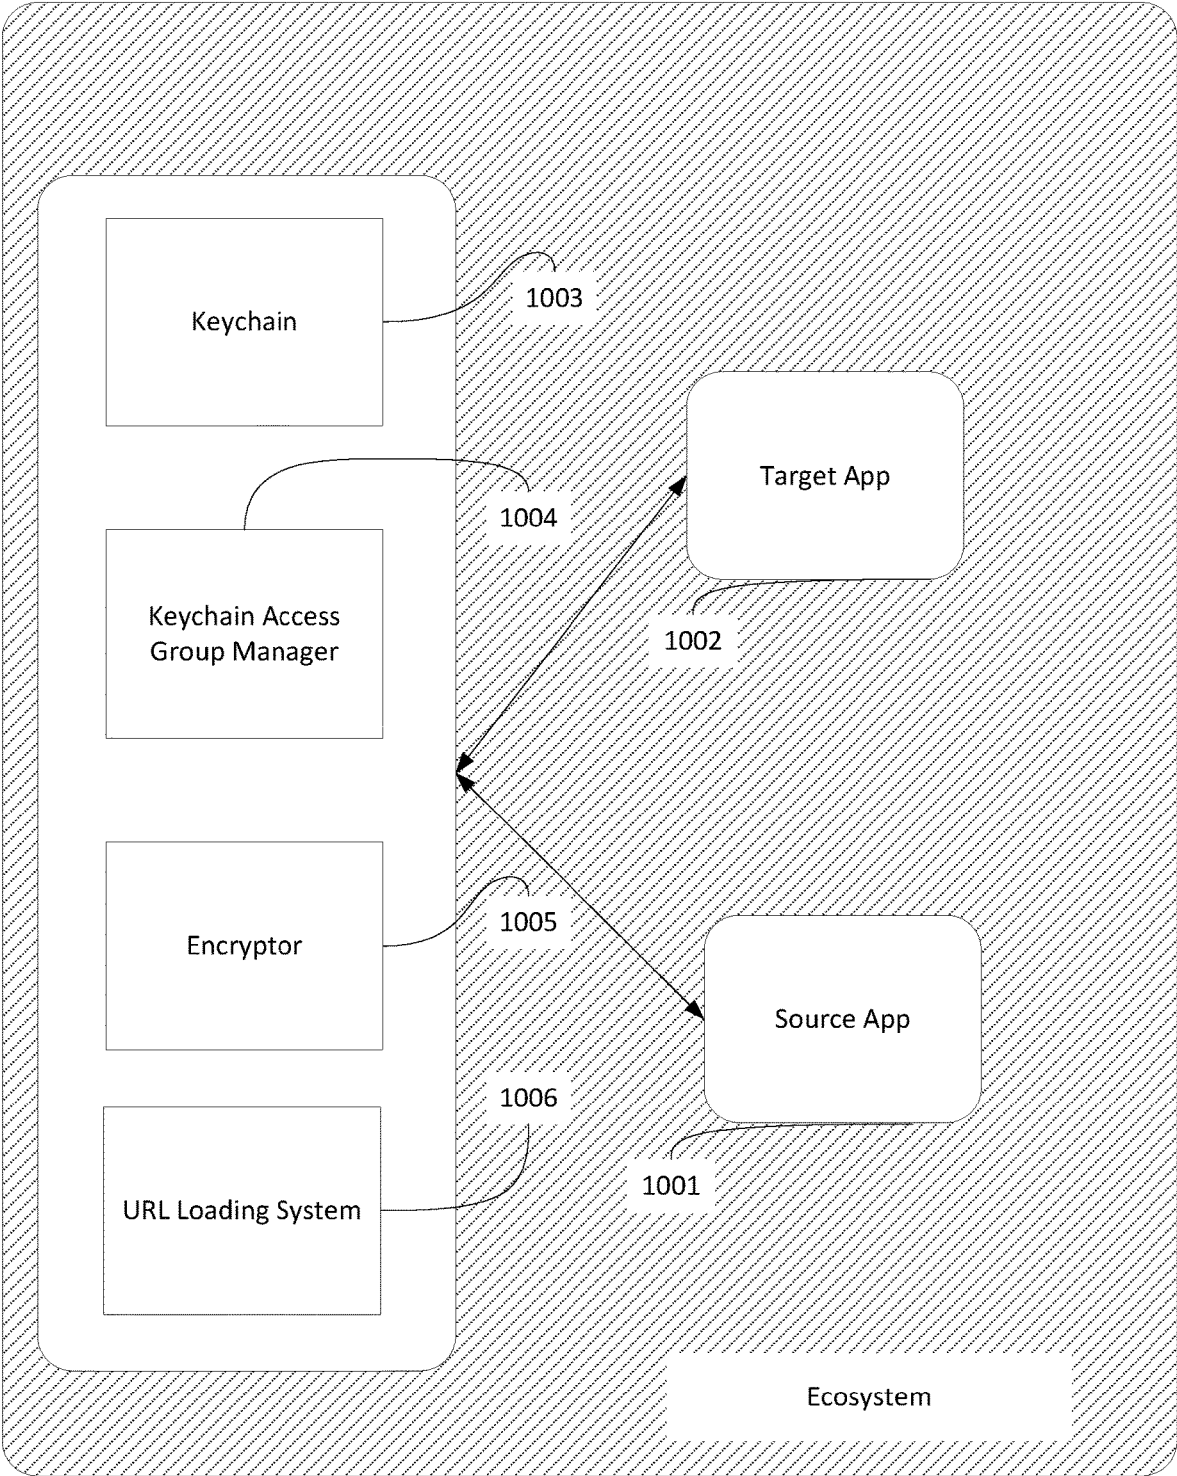 Keychain
1003
Target App
1004
Keychain Access
Group Manager
1002
Encryptor
1005
Source App
1006
1001
URL Loading System
Ecosystem